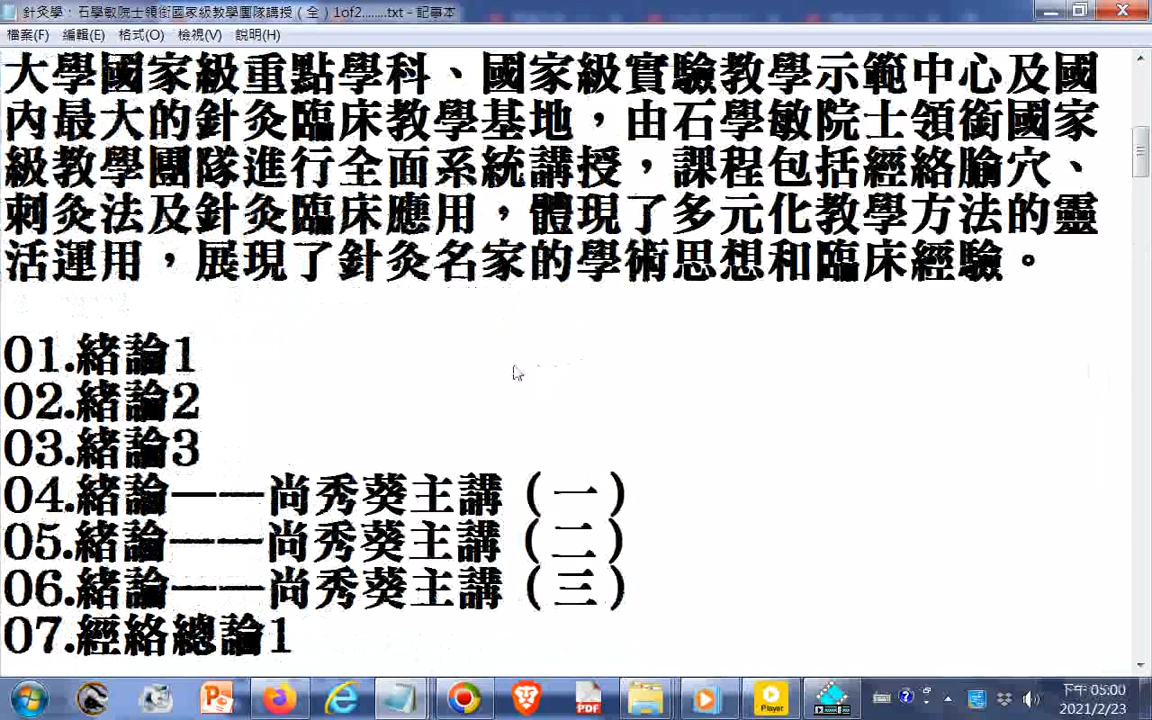 針灸學﹕石學敏院士領銜國家級教學團隊講授（全）1of2........txt - 記事本
檔案(F) 編輯(E) 格式(O) 檢視(V) 說明(H)
大學國家級重點學科、國家級實驗教學示範中心及國
內最大的針灸臨床教學基地，由石學敏院士領銜國家
級教學團隊進行全面系統講授，課程包括經絡腧穴、
刺灸法及針灸臨床應用，體現了多元化教學方法的靈
活運用，展現了針灸名家的學術思想和臨床經驗。
01.緒論1
02.緒論2
03.緒論3
04.緒論——尚秀葵主講（一）
05.緒論——尚秀葵主講（二）
06.緒論——尚秀葵主講（三）
07.經絡總論1
PDF
Player
下午 05:00
2021/2/23